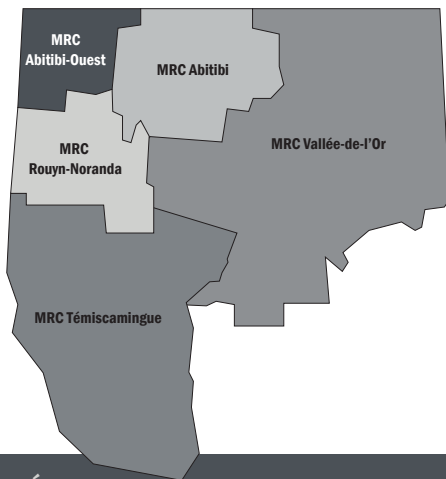 MRC
Abitibi-Ouest
MRC Abitibi
MRC Vallée-de-l'Or
MRC
Rouyn-Noranda
MRC Témiscamingue